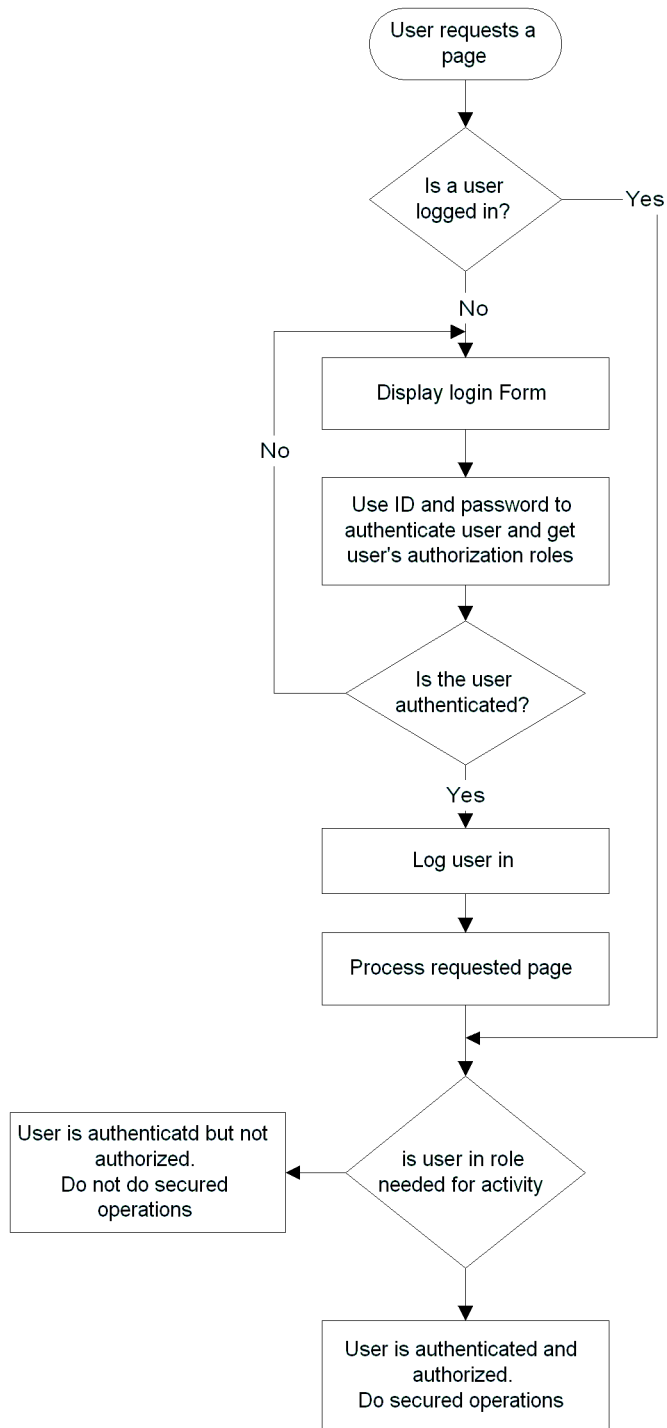 User requests a
page
Is a user
logged in?
Yes
No
Display login Form
No
Use ID and password to
authenticate user and get
user's authorization roles
Is the user
authenticated?
Yes
Log user in
Process requested page
User is authenticatd but not
authorized.
Do not do secured
operations
is user in role
needed for activity
User is authenticated and
authorized.
Do secured operations